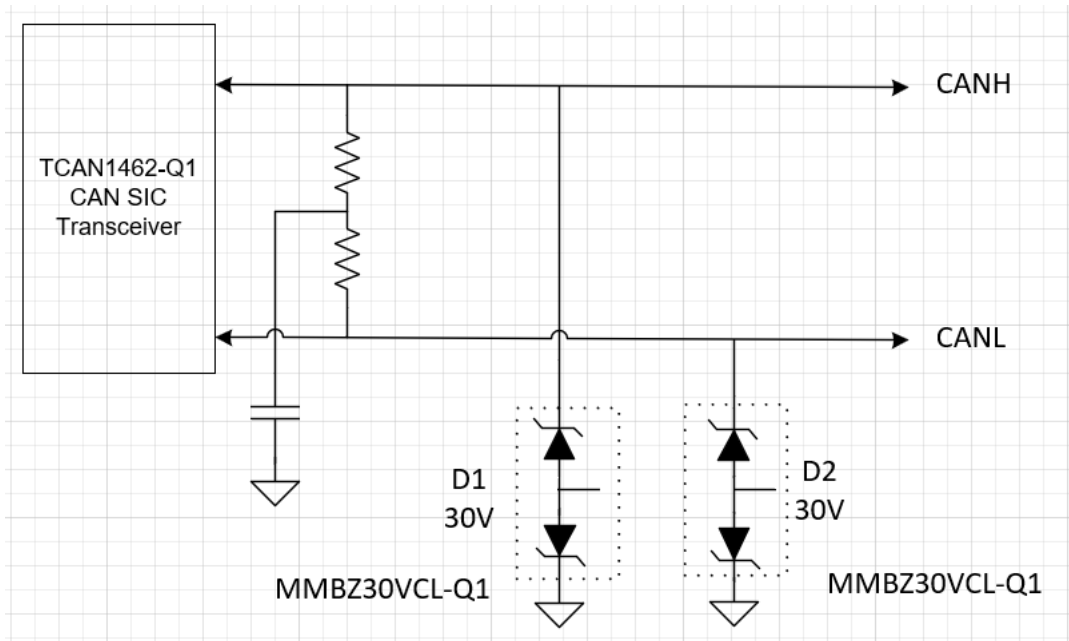 CANH
TCAN1462-Q1
CAN SIC
Transceiver
CANL
D1
30V
D2
30V
MMBZ30VCL-Q1
MMBZ30VCL-Q1